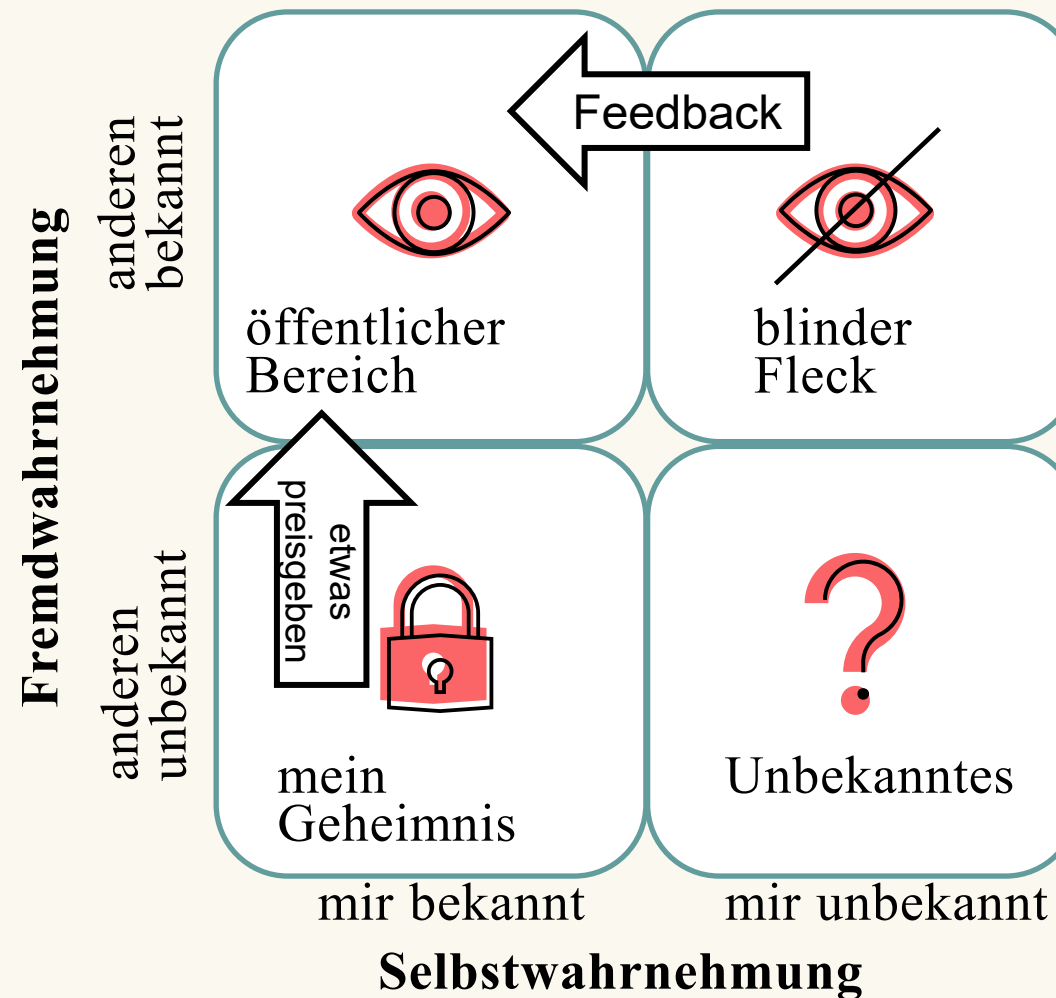 Feedback
anderen
bekannt
öffentlicher
Bereich
blinder
Fleck
Fremdwahrnehmung
etwas
preisgeben
anderen
unbekannt
mein
Geheimnis
Unbekanntes
mir bekannt
mir unbekannt
Selbstwahrnehmung